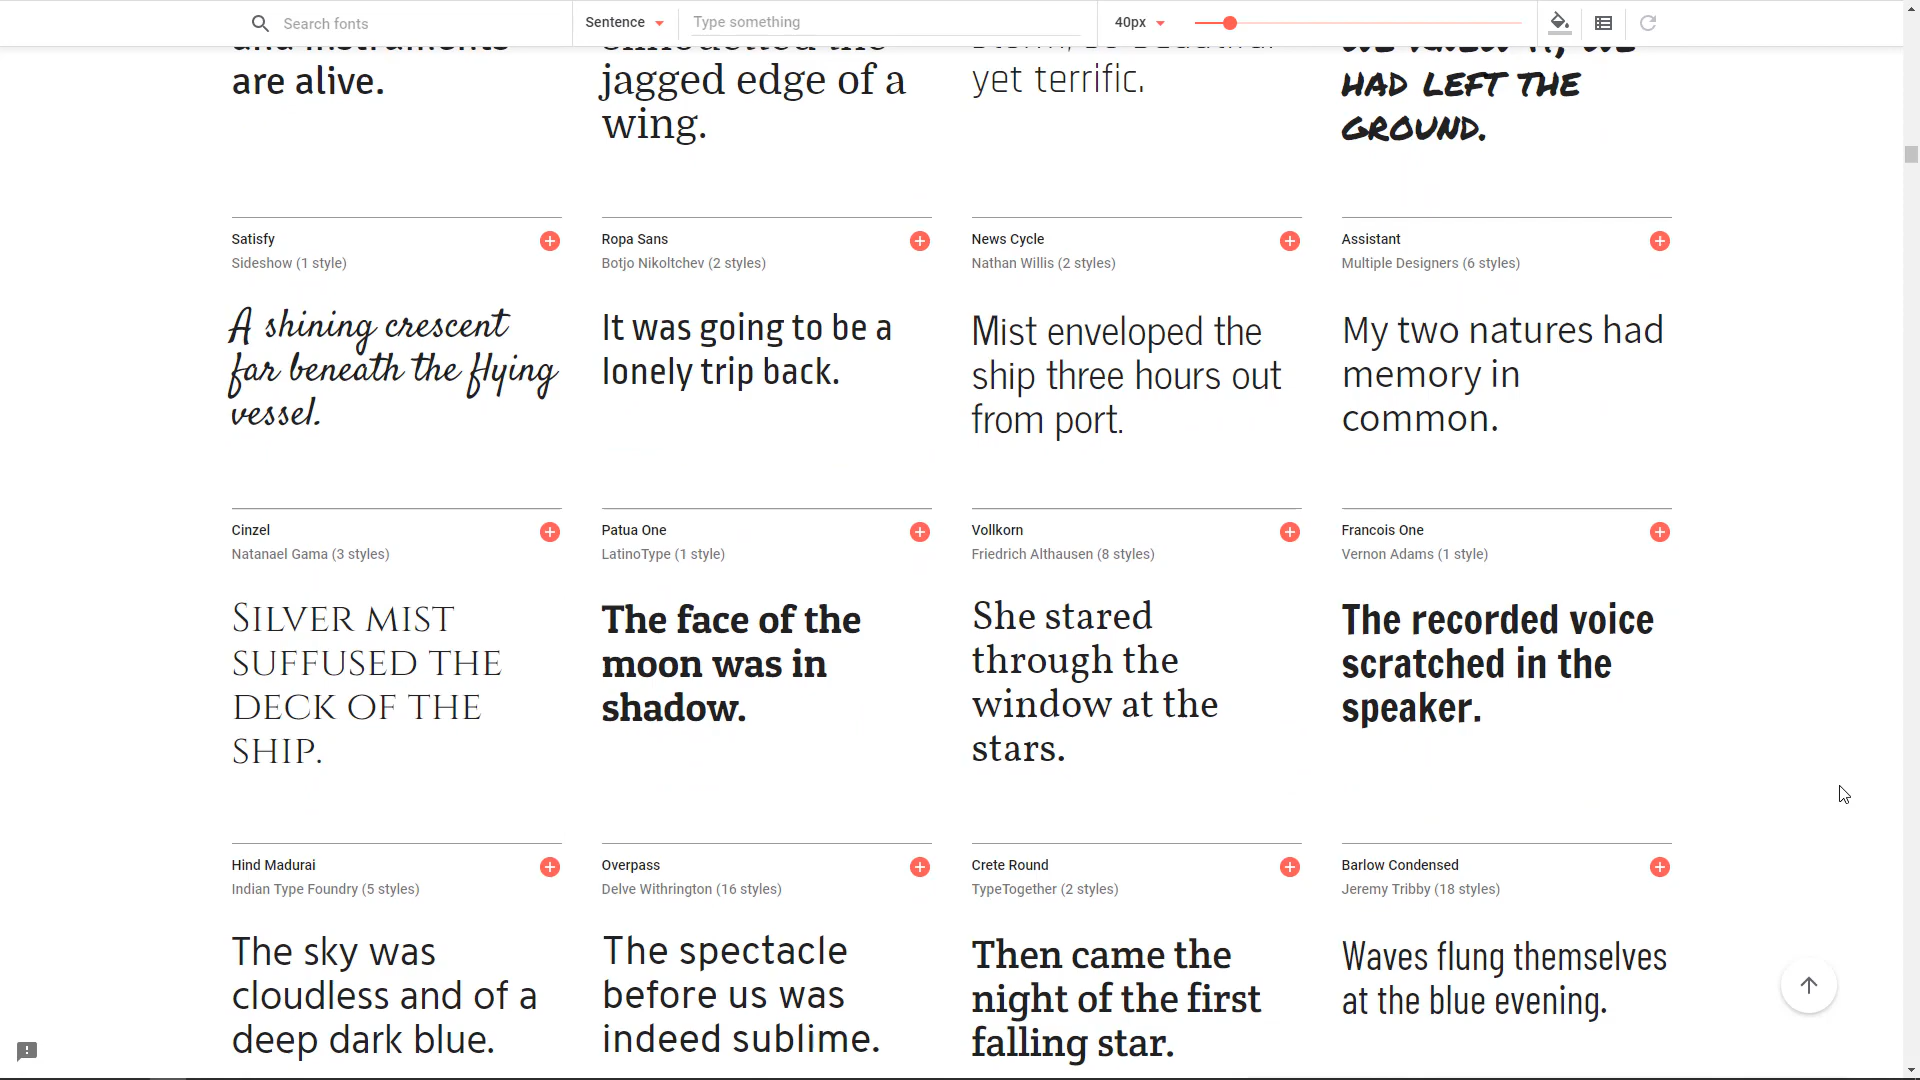 Search fonts
Sentence
Type something
40px
and instruments
are alive.
silhouetted the
jagged edge of a
wing.
yet terrific.
HAD LEFT THE
GROUND.
Satisfy
Sideshow (1 style)
A shining crescent
far beneath the flying
vessel.
Ropa Sans
Botjo Nikoltchev (2 styles)
It was going to be a
lonely trip back.
News Cycle
Nathan Willis (2 styles)
Mist enveloped the
ship three hours out
from port.
Assistant
Multiple Designers (6 styles)
My two natures had
memory in
common.
Cinzel
Natanael Gama (3 styles)
SILVER MIST
SUFFUSED THE
DECK OF THE
SHIP.
Patua One
LatinoType (1 style)
The face of the
moon was in
shadow.
Vollkorn
Friedrich Althausen (8 styles)
She stared
through the
window at the
stars.
Francois One
Vernon Adams (1 style)
The recorded voice
scratched in the
speaker.
Hind Madurai
Indian Type Foundry (5 styles)
The sky was
cloudless and of a
deep dark blue.
Overpass
Delve Withrington (16 styles)
The spectacle
before us was
indeed sublime.
Crete Round
TypeTogether (2 styles)
Then came the
night of the first
falling star.
Barlow Condensed
Jeremy Tribby (18 styles)
Waves flung themselves
at the blue evening.